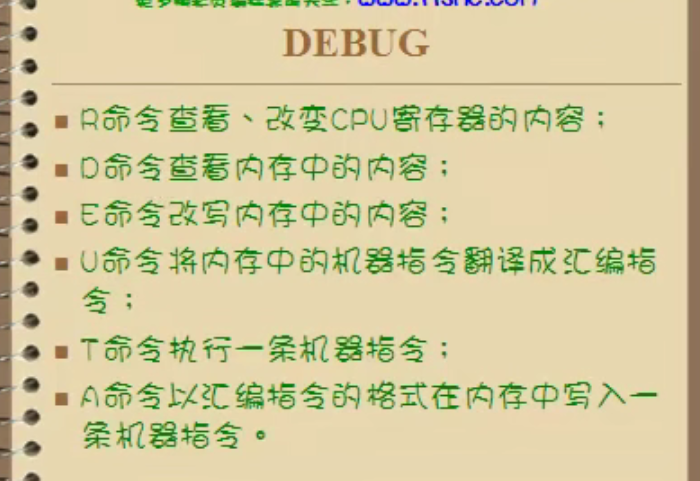 DEBUG
R命令查看、改变CPU寄存器的内容；
D命令查看内存中的内容；
E命令改写内存中的内容；
U命令将内存中的机器指令翻译成汇编指
令；
T命令执行一条机器指令；
A命令以汇编指令的格式在内存中写入一
条机器指令。